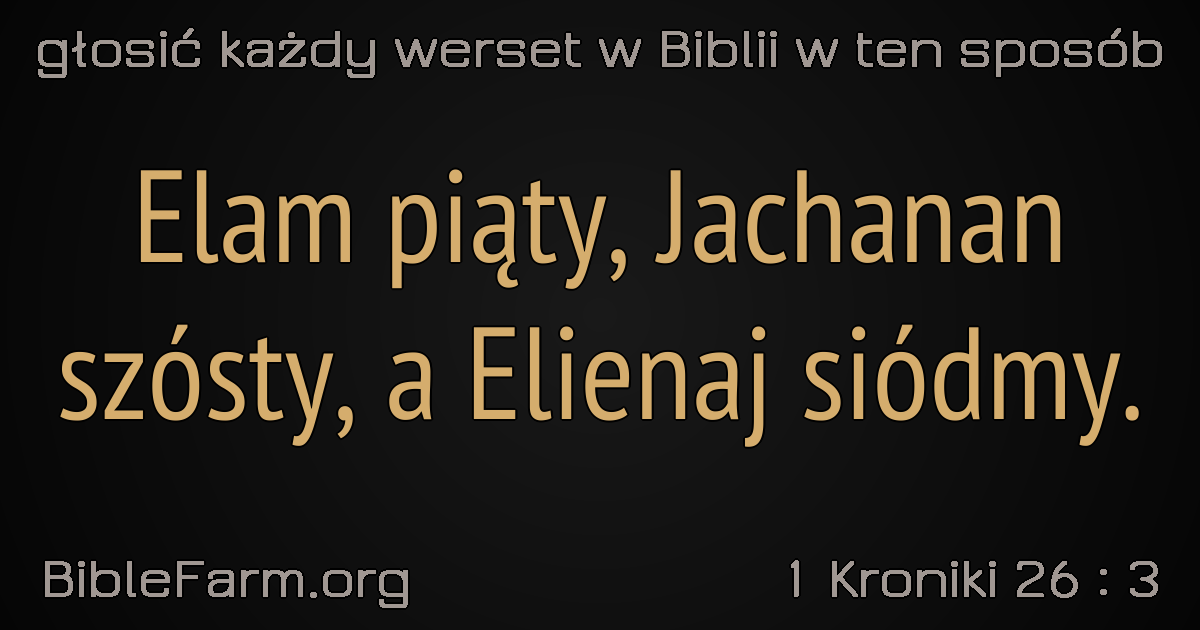 głosić każdy werset w Biblii w ten sposób
Elam piąty, Jachanan
szósty, a Elienaj siódmy.
BibleFarm.org
1 Kroniki 26 : 3